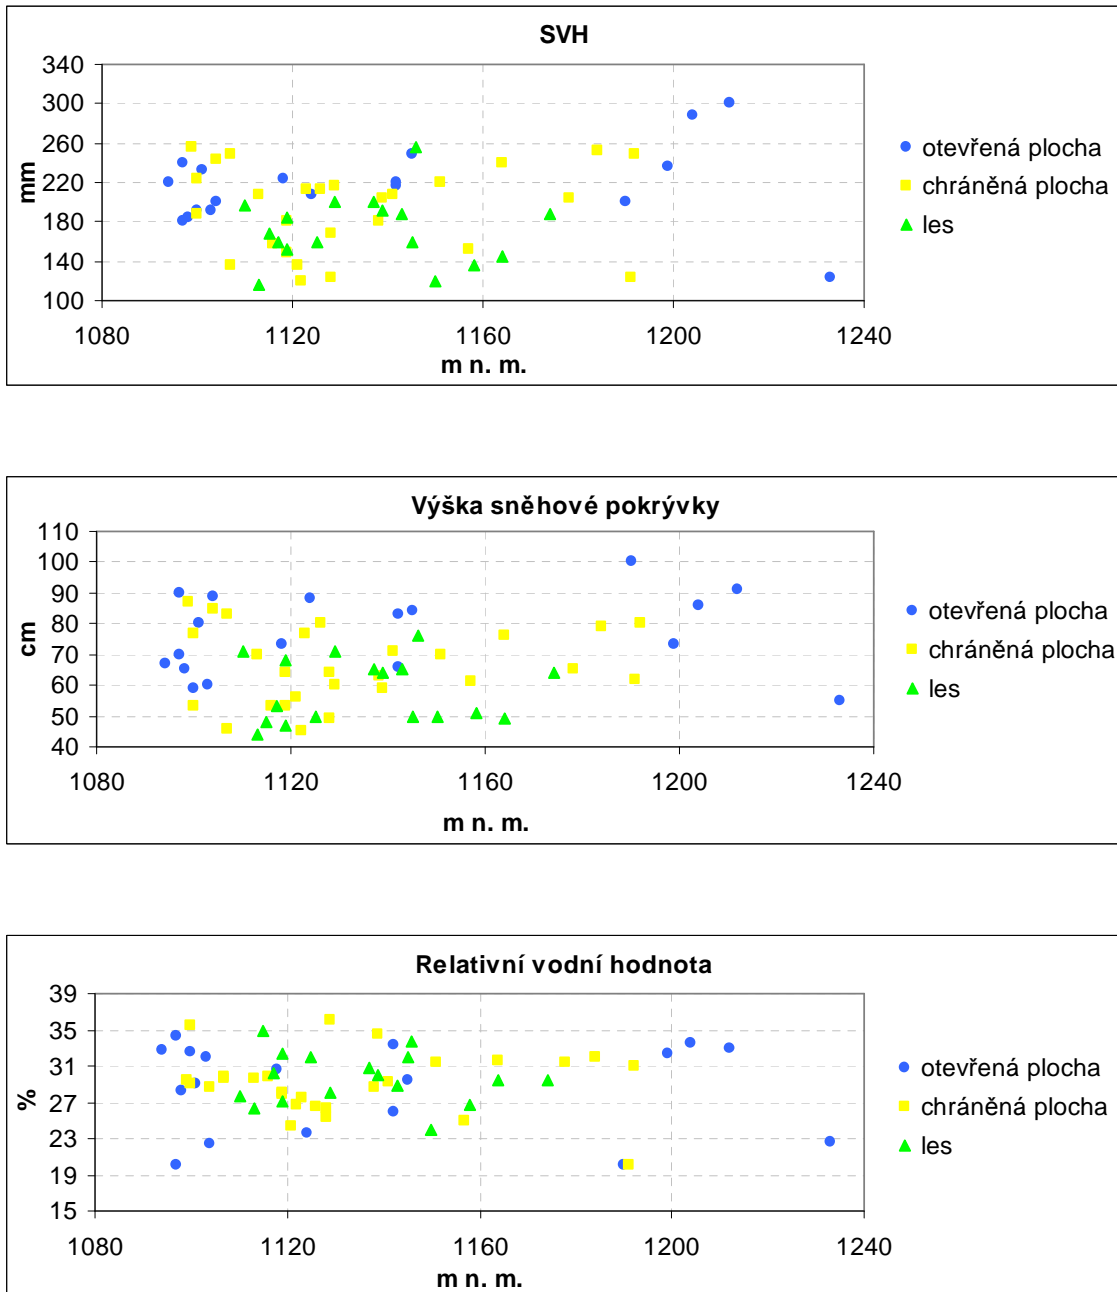 SVH
340
300
260
220
180
140
100
mm
1080 1120 1160 1200 1240
m n. m.
otevřená plocha
chráněná plocha
les
Výška sněhové pokrývky
110
100
90
80
70
60
50
40
cm
1080 1120 1160 1200 1240
m n. m.
otevřená plocha
chráněná plocha
les
Relativní vodní hodnota
39
35
31
27
23
19
15
%
1080 1120 1160 1200 1240
m n. m.
otevřená plocha
chráněná plocha
les